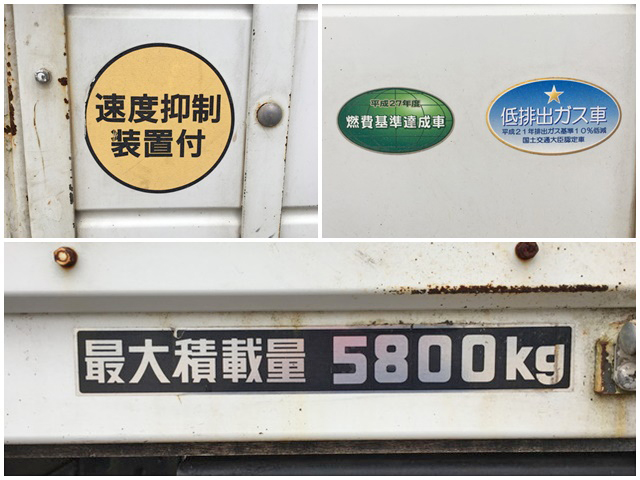 速度抑制
装置付
平成27年度
燃費基準達成車
低排出ガス車
平成21年排出ガス基準10%低減
国土交通大臣認定車
最大積載量 5800kg